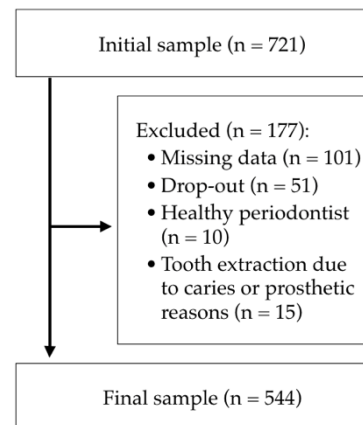 Initial sample (n = 721)
Excluded (n = 177):
• Missing data (n = 101)
• Drop-out (n = 51)
• Healthy periodontist
(n = 10)
• Tooth extraction due
to caries or prosthetic
reasons (n = 15)
Final sample (n = 544)